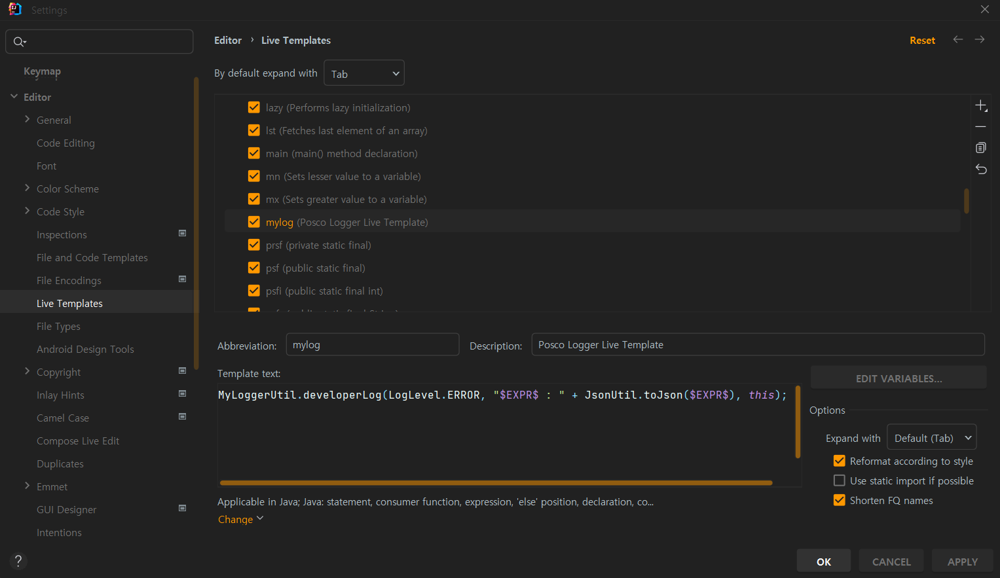 Settings
Keymap
Editor
General
Code Editing
Font
Color Scheme
Code Style
Inspections
File and Code Templates
File Encodings
Live Templates
File Types
Android Design Tools
Copyright
Inlay Hints
Camel Case
Compose Live Edit
Duplicates
Emmet
GUI Designer
Intentions
?
Editor › Live Templates
Reset
By default expand with Tab
lazy (Performs lazy initialization)
lst (Fetches last element of an array)
main (main() method declaration)
mn (Sets lesser value to a variable)
mx (Sets greater value to a variable)
mylog (Posco Logger Live Template)
prsf (private static final)
psf (public static final)
psfi (public static final int)
Abbreviation: mylog Description: Posco Logger Live Template
Template text:
MyLoggerUtil.developerLog(LogLevel.ERROR, "$EXPR$ : " + JsonUtil.toJson($EXPR$), this);
Applicable in Java; Java: statement, consumer function, expression, 'else' position, declaration, co...
Change
EDIT VARIABLES...
Options
Expand with Default (Tab)
Reformat according to style
Use static import if possible
Shorten FQ names
OK CANCEL APPLY